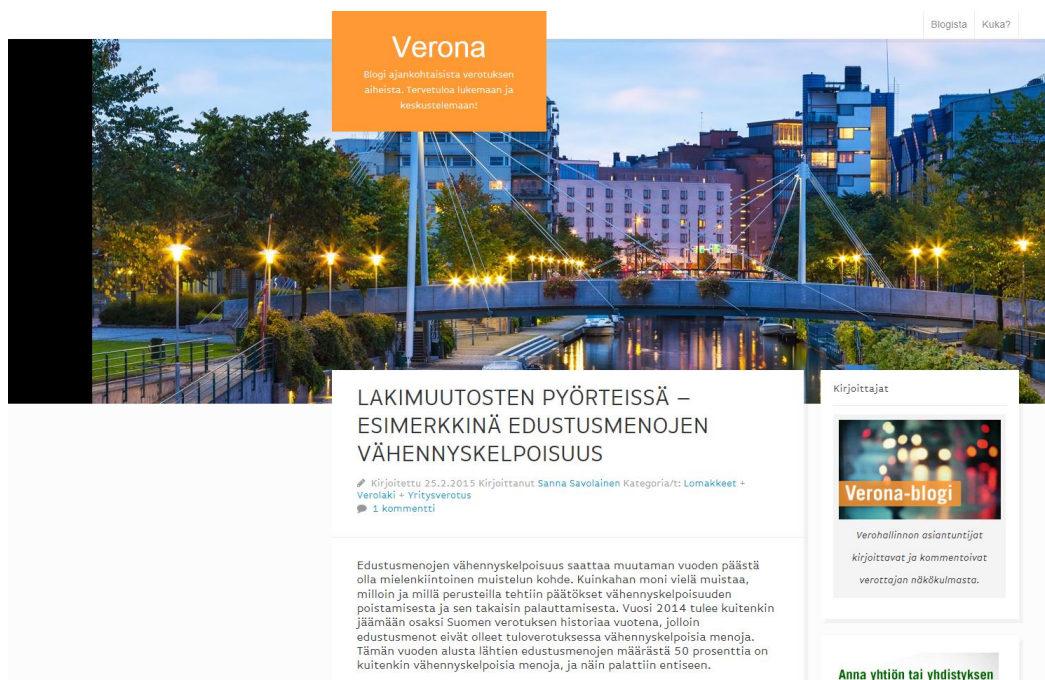 Blogista Kuka?
Verona
Blogi ajankohtaisista verotuksen
aiheista. Tervetuloa lukemaan ja
keskustelemaan!
LAKIMUUTOSTEN PYÖRTEISSÄ –
ESIMERKKINÄ EDUSTUSMENOJEN
VÄHENNYSKELPOISUUS
Kirjoitettu 25.2.2015 Kirjoittanut Sanna Savolainen Kategoria/t: Lomakkeet +
Verolaki + Yritysverotus
1 kommentti
Edustusmenojen vähennyskelpoisuus saattaa muutaman vuoden päästä
olla mielenkiintoinen muistelun kohde. Kuinkahan moni vielä muistaa,
milloin ja millä perusteilla tehtiin päätökset vähennyskelpoisuuden
poistamisesta ja sen takaisin palauttamisesta. Vuosi 2014 tulee kuitenkin
jäämään osaksi Suomen verotuksen historiaa vuotena, jolloin
edustusmenot eivät olleet tuloverotuksessa vähennyskelpoisia menoja.
Tämän vuoden alusta lähtien edustusmenojen määrästä 50 prosenttia on
kuitenkin vähennyskelpoisia menoja, ja näin palattiin entiseen.
Kirjoittajat
Verona-blogi
Verohallinnon asiantuntijat
kirjoittavat ja kommentoivat
verottajan näkökulmasta.
Anna yhtiön tai yhdistyksen